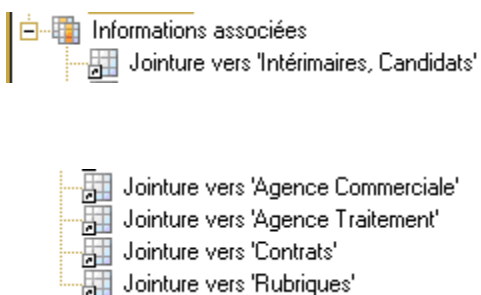 Informations associées
Jointure vers 'Intérimaires, Candidats'
Jointure vers 'Agence Commerciale'
Jointure vers 'Agence Traitement'
Jointure vers 'Contrats'
Jointure vers 'Rubriques'